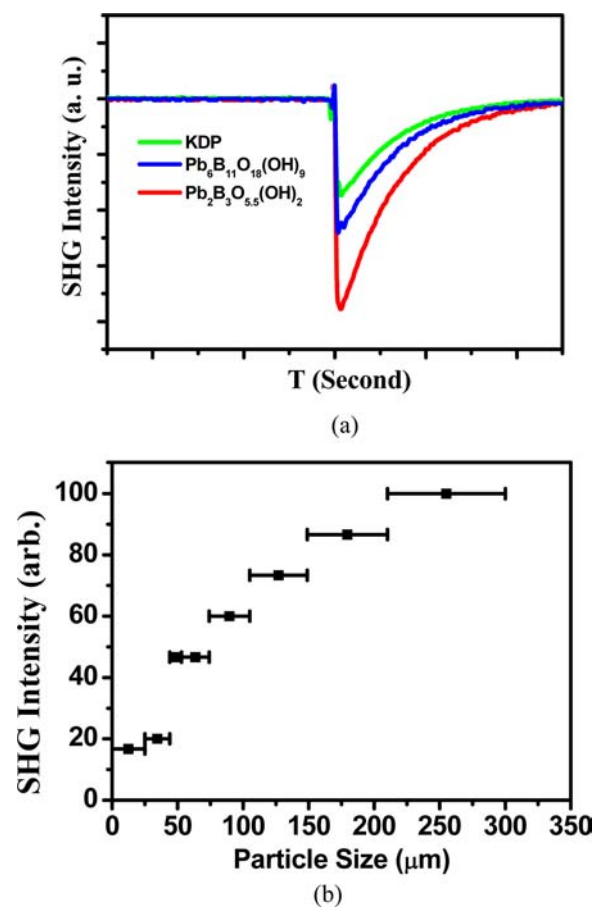 SHG Intensity (a. u.)
KDP
Pb₆B₁₁O₁₈(OH)₉
Pb₂B₃O₅.₅(OH)₂
T (Second)
(a)
SHG Intensity (arb.)
100
80
60
40
20
0
0 50 100 150 200 250 300 350
Particle Size (μm)
(b)